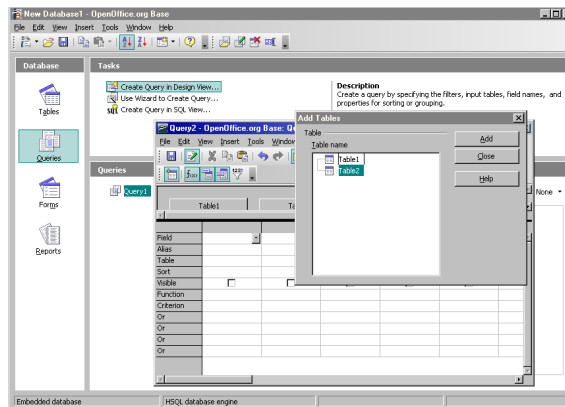 New Database1 - OpenOffice.org Base
File Edit View Insert Tools Window Help
Database
Tables
Queries
Forms
Reports
Tasks
Create Query in Design View...
Use Wizard to Create Query...
SQL Create Query in SQL View...
Description
Create a query by specifying the filters, input tables, field names, and
properties for sorting or grouping.
Queries
Query1
None
Query2 - OpenOffice.org Base: Qu
File Edit View Insert Tools Window
Table1
Ta
Field
Alias
Table
Sort
Visible
Function
Criterion
Or
Or
Or
Or
Add Tables
Table
Table name
Table1
Table2
Add
Close
Help
Embedded database
HSQL database engine